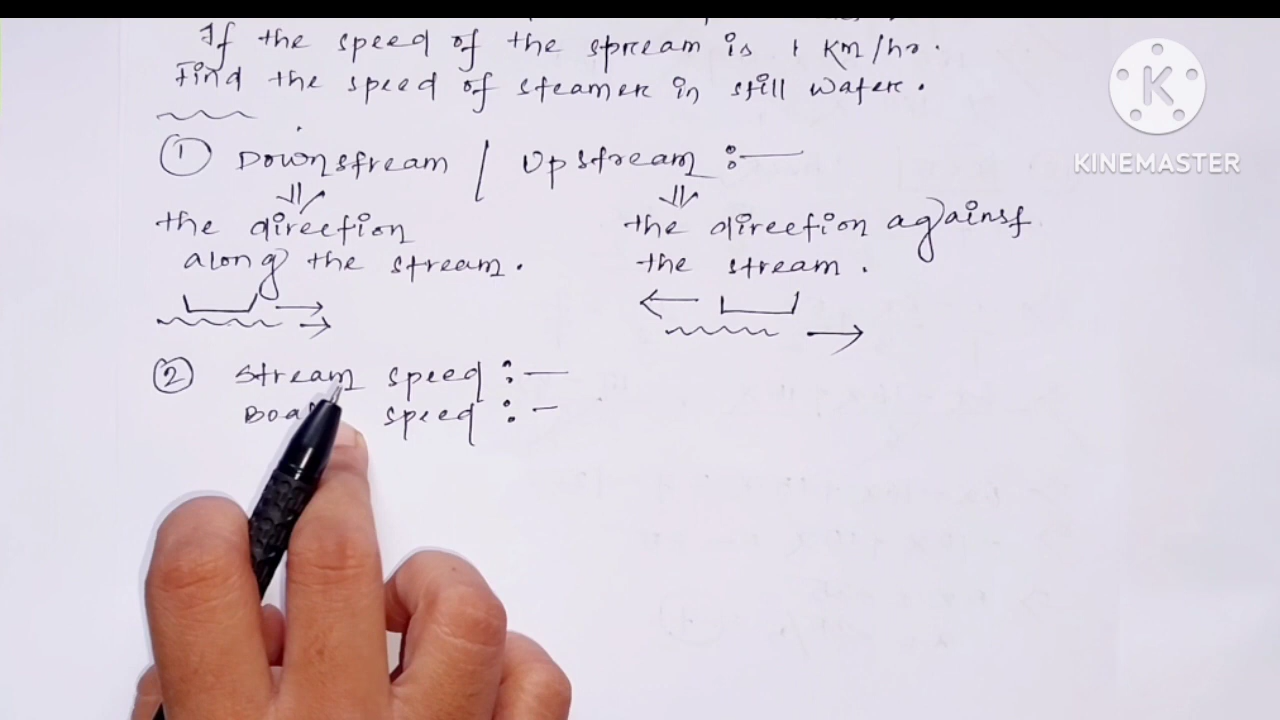 If the speed of the stream is 1 km/hr.
Find the speed of steamer in still water.
① Downstream / Upstream :—
the direction
along the stream.
the direction against
the stream.
② Stream speed :—
speed :-
K
KINEMASTER